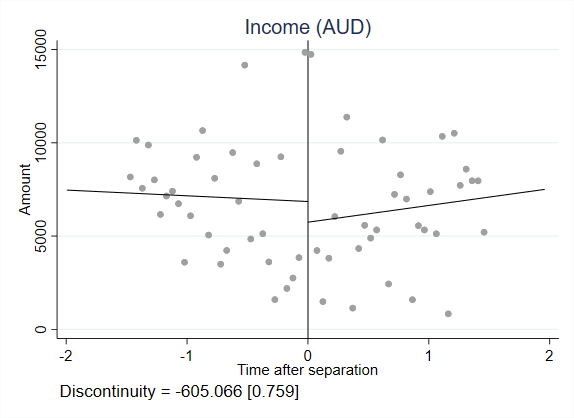 Income (AUD)
15000
10000
5000
0
Amount
-2
-1
0
1
2
Time after separation
Discontinuity = -605.066 [0.759]